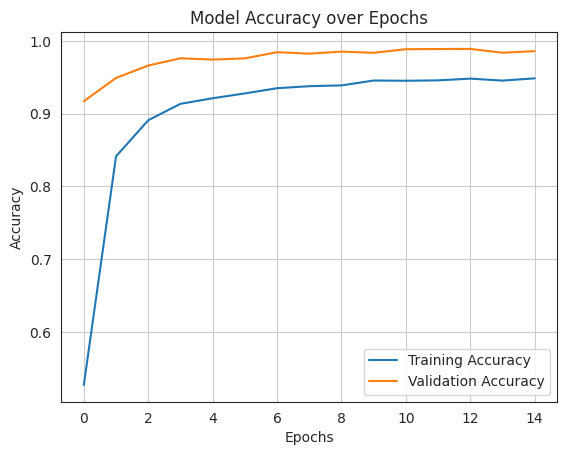 Model Accuracy over Epochs
1.0
0.9
0.8
0.7
0.6
Accuracy
Training Accuracy
Validation Accuracy
0 2 4 6 8 10 12 14
Epochs